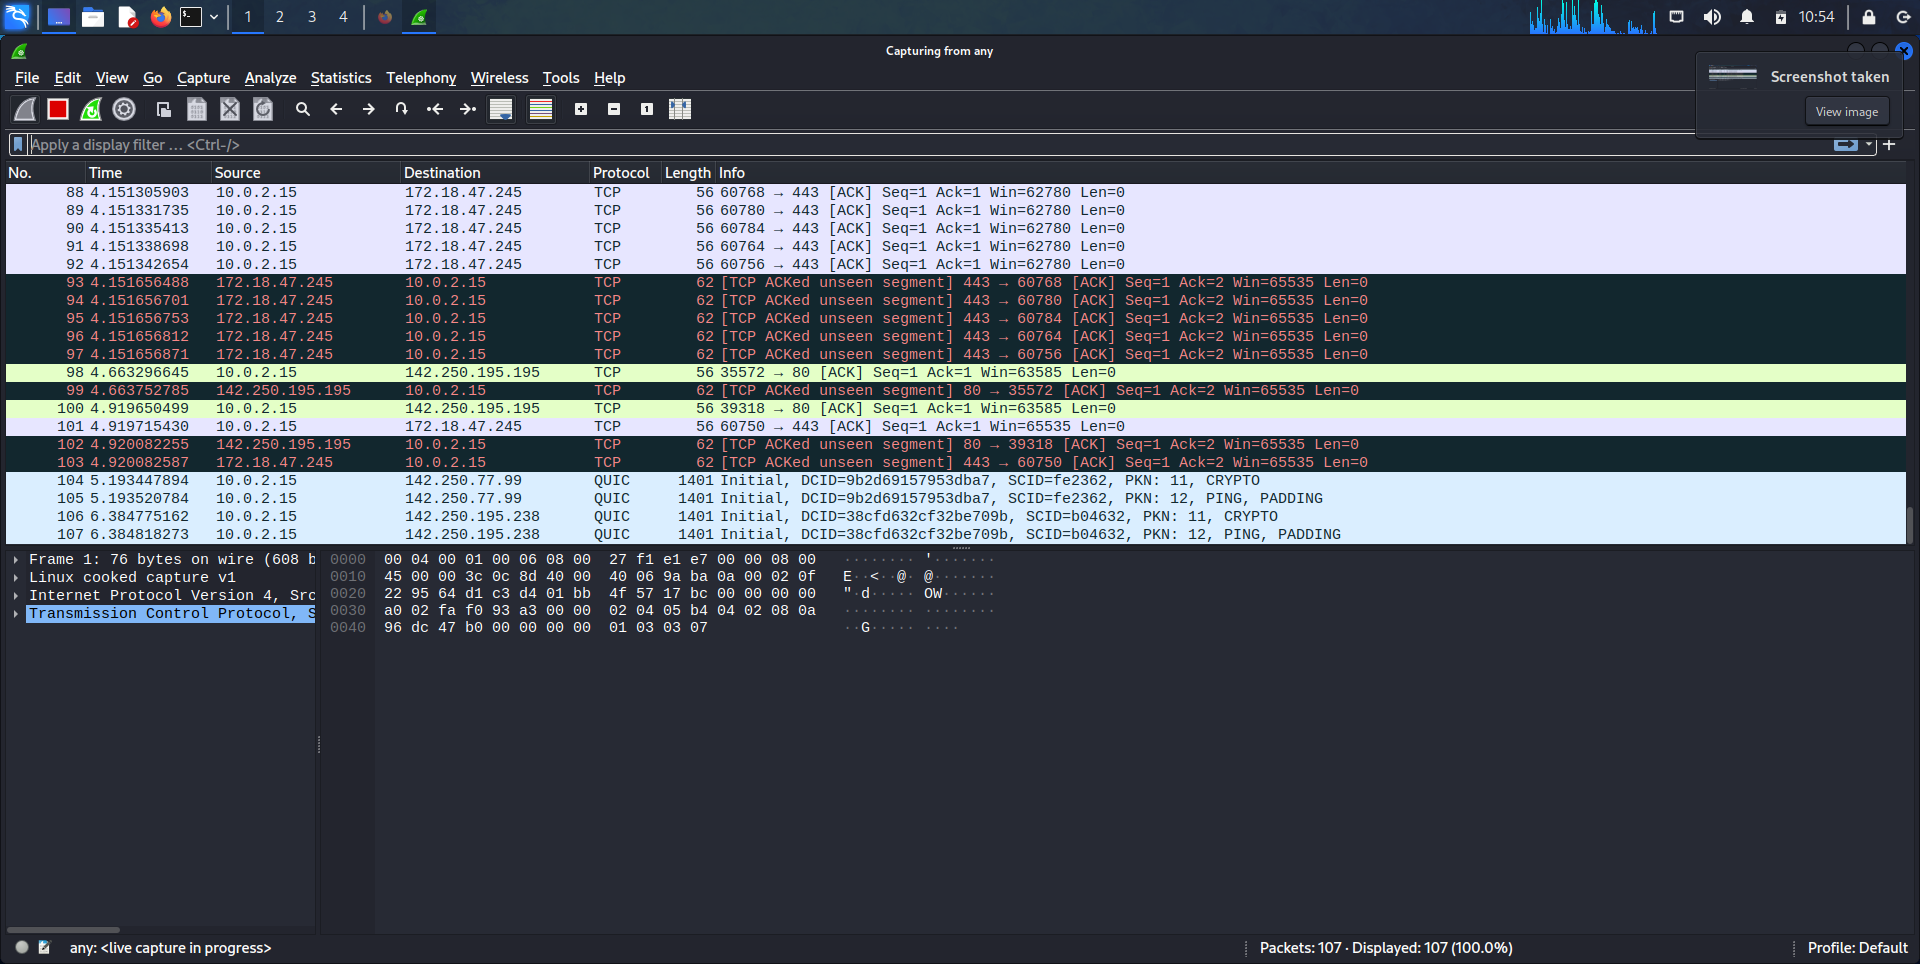 1 2 3 4 10:54
Capturing from any
Screenshot taken
View image
File Edit View Go Capture Analyze Statistics Telephony Wireless Tools Help
Apply a display filter … <Ctrl-/>
No. Time Source Destination Protocol Length Info
88 4.151305903 10.0.2.15 172.18.47.245 TCP 56 60768 → 443 [ACK] Seq=1 Ack=1 Win=62780 Len=0
89 4.151331735 10.0.2.15 172.18.47.245 TCP 56 60780 → 443 [ACK] Seq=1 Ack=1 Win=62780 Len=0
90 4.151335413 10.0.2.15 172.18.47.245 TCP 56 60784 → 443 [ACK] Seq=1 Ack=1 Win=62780 Len=0
91 4.151338698 10.0.2.15 172.18.47.245 TCP 56 60764 → 443 [ACK] Seq=1 Ack=1 Win=62780 Len=0
92 4.151342654 10.0.2.15 172.18.47.245 TCP 56 60756 → 443 [ACK] Seq=1 Ack=1 Win=62780 Len=0
93 4.151656488 172.18.47.245 10.0.2.15 TCP 62 [TCP ACKed unseen segment] 443 → 60768 [ACK] Seq=1 Ack=2 Win=65535 Len=0
94 4.151656701 172.18.47.245 10.0.2.15 TCP 62 [TCP ACKed unseen segment] 443 → 60780 [ACK] Seq=1 Ack=2 Win=65535 Len=0
95 4.151656753 172.18.47.245 10.0.2.15 TCP 62 [TCP ACKed unseen segment] 443 → 60784 [ACK] Seq=1 Ack=2 Win=65535 Len=0
96 4.151656812 172.18.47.245 10.0.2.15 TCP 62 [TCP ACKed unseen segment] 443 → 60764 [ACK] Seq=1 Ack=2 Win=65535 Len=0
97 4.151656871 172.18.47.245 10.0.2.15 TCP 62 [TCP ACKed unseen segment] 443 → 60756 [ACK] Seq=1 Ack=2 Win=65535 Len=0
98 4.663296645 10.0.2.15 142.250.195.195 TCP 56 35572 → 80 [ACK] Seq=1 Ack=1 Win=63585 Len=0
99 4.663752785 142.250.195.195 10.0.2.15 TCP 62 [TCP ACKed unseen segment] 80 → 35572 [ACK] Seq=1 Ack=2 Win=65535 Len=0
100 4.919650499 10.0.2.15 142.250.195.195 TCP 56 39318 → 80 [ACK] Seq=1 Ack=1 Win=63585 Len=0
101 4.919715430 10.0.2.15 172.18.47.245 TCP 56 60750 → 443 [ACK] Seq=1 Ack=1 Win=65535 Len=0
102 4.920082255 142.250.195.195 10.0.2.15 TCP 62 [TCP ACKed unseen segment] 80 → 39318 [ACK] Seq=1 Ack=2 Win=65535 Len=0
103 4.920082587 172.18.47.245 10.0.2.15 TCP 62 [TCP ACKed unseen segment] 443 → 60750 [ACK] Seq=1 Ack=2 Win=65535 Len=0
104 5.193447894 10.0.2.15 142.250.77.99 QUIC 1401 Initial, DCID=9b2d69157953dba7, SCID=fe2362, PKN: 11, CRYPTO
105 5.193520784 10.0.2.15 142.250.77.99 QUIC 1401 Initial, DCID=9b2d69157953dba7, SCID=fe2362, PKN: 12, PING, PADDING
106 6.384775162 10.0.2.15 142.250.195.238 QUIC 1401 Initial, DCID=38cfd632cf32be709b, SCID=b04632, PKN: 11, CRYPTO
107 6.384818273 10.0.2.15 142.250.195.238 QUIC 1401 Initial, DCID=38cfd632cf32be709b, SCID=b04632, PKN: 12, PING, PADDING
Frame 1: 76 bytes on wire (608 b
Linux cooked capture v1
Internet Protocol Version 4, Src
Transmission Control Protocol, S
0000 00 04 00 01 00 06 08 00 27 f1 e1 e7 00 00 08 00 ········ '·······
0010 45 00 00 3c 0c 8d 40 00 40 06 9a ba 0a 00 02 0f E··<··@· @·······
0020 22 95 64 d1 c3 d4 01 bb 4f 57 17 bc 00 00 00 00 "·d····· OW······
0030 a0 02 fa f0 93 a3 00 00 02 04 05 b4 04 02 08 0a ········ ········
0040 96 dc 47 b0 00 00 00 00 01 03 03 07 ··G····· ····
any: <live capture in progress>
Packets: 107 · Displayed: 107 (100.0%)
Profile: Default